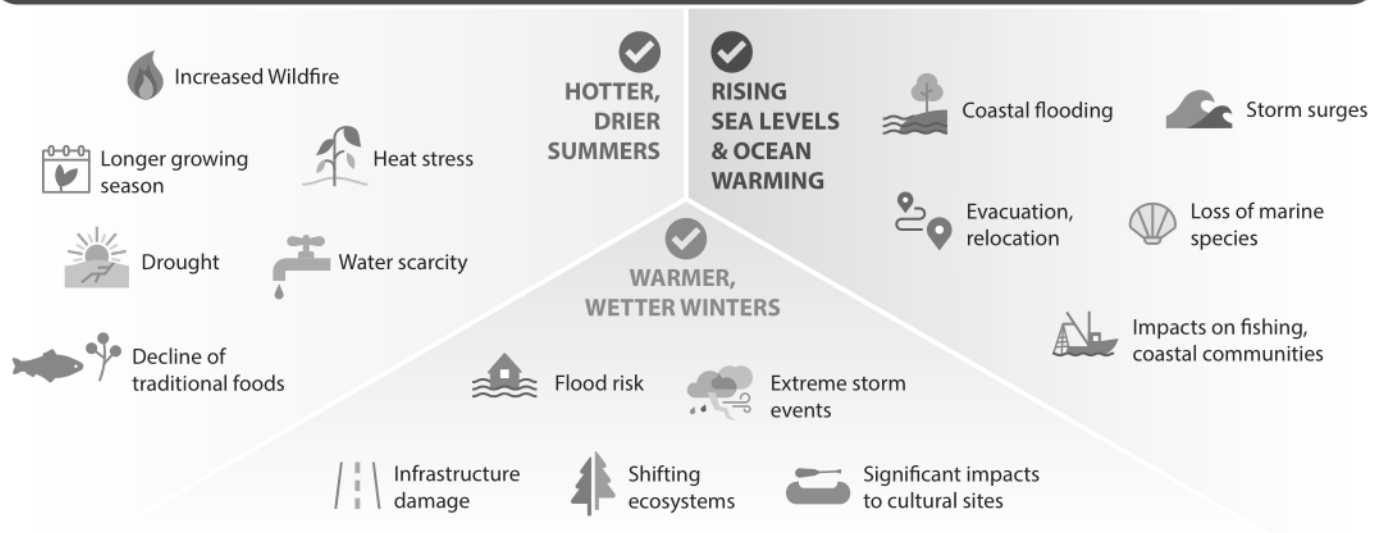 HOTTER,
DRIER
SUMMERS
Increased Wildfire
Longer growing
season
Heat stress
Drought
Water scarcity
Decline of
traditional foods
RISING
SEA LEVELS
& OCEAN
WARMING
Coastal flooding
Storm surges
Evacuation,
relocation
Loss of marine
species
Impacts on fishing,
coastal communities
WARMER,
WETTER WINTERS
Flood risk
Extreme storm
events
Infrastructure
damage
Shifting
ecosystems
Significant impacts
to cultural sites